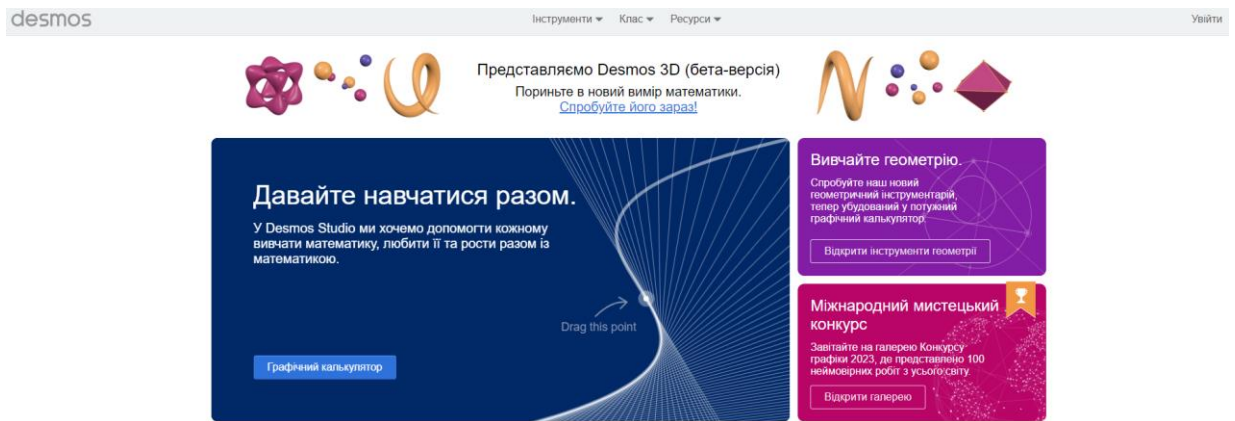 desmos
Інструменти
Клас
Ресурси
Увійти
Представляємо Desmos 3D (бета-версія)
Пориньте в новий вимір математики.
Спробуйте його зараз!
Давайте навчатися разом.
У Desmos Studio ми хочемо допомогти кожному
вивчати математику, любити її та рости разом із
математикою.
Drag this point
Графічний калькулятор
Вивчайте геометрію.
Спробуйте наш новий
геометричний інструментарій,
тепер убудований у потужний
графічний калькулятор.
Відкрити інструменти геометрії
Міжнародний мистецький
конкурс
Завітайте на галерею Конкурсу
графіки 2023, де представлено 100
неймовірних робіт з усього світу.
Відкрити галерею